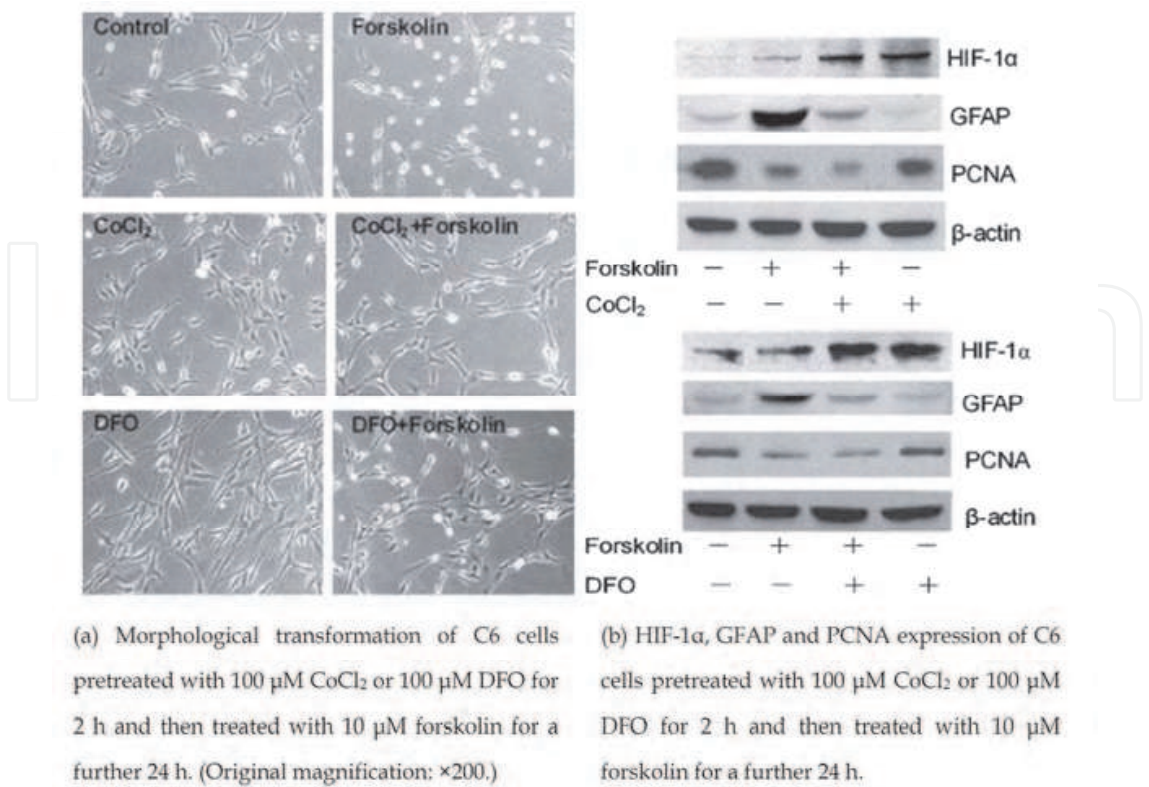 Control
Forskolin
CoCl₂
CoCl₂+Forskolin
DFO
DFO+Forskolin
HIF-1α
GFAP
PCNA
β-actin
Forskolin − + + −
CoCl₂ − − + +
HIF-1α
GFAP
PCNA
β-actin
Forskolin − + + −
DFO − − + +
(a) Morphological transformation of C6 cells
pretreated with 100 μM CoCl₂ or 100 μM DFO for
2 h and then treated with 10 μM forskolin for a
further 24 h. (Original magnification: ×200.)
(b) HIF-1α, GFAP and PCNA expression of C6
cells pretreated with 100 μM CoCl₂ or 100 μM
DFO for 2 h and then treated with 10 μM
forskolin for a further 24 h.